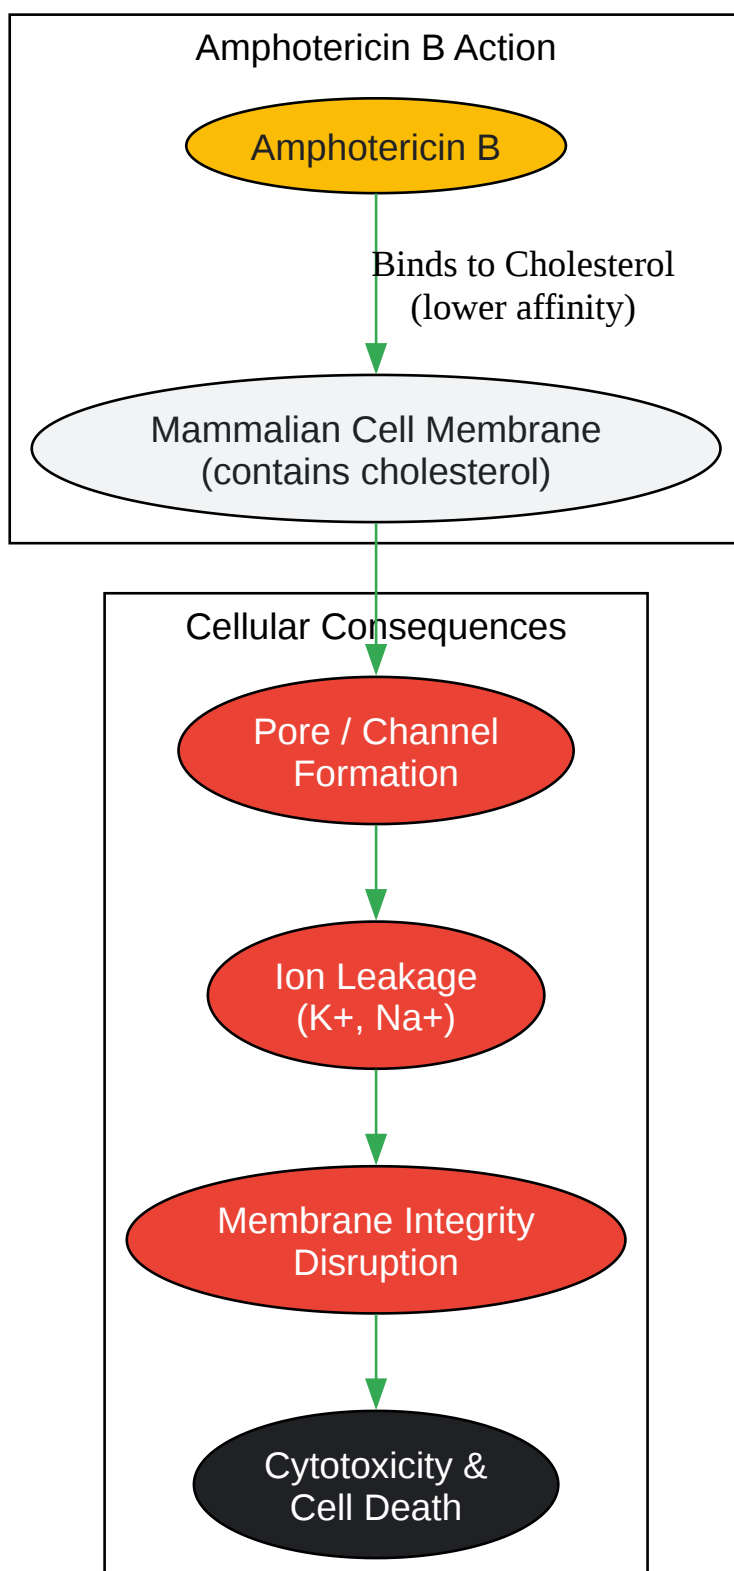 Amphotericin B Action
Amphotericin B
Binds to Cholesterol
(lower affinity)
Mammalian Cell Membrane
(contains cholesterol)
Cellular Consequences
Pore / Channel
Formation
Ion Leakage
(K+, Na+)
Membrane Integrity
Disruption
Cytotoxicity &
Cell Death